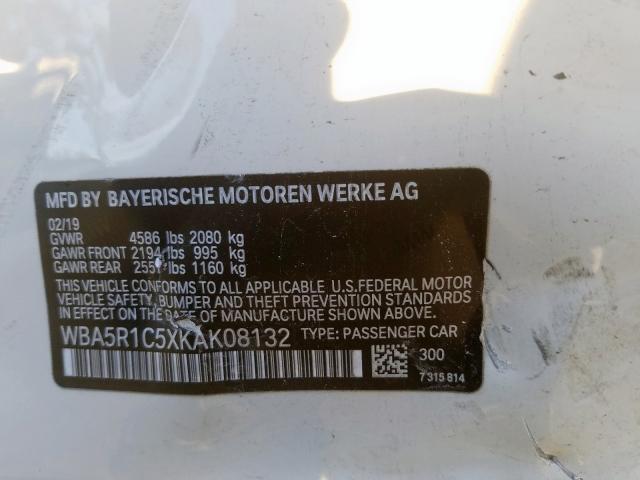 MFD BY BAYERISCHE MOTOREN WERKE AG
02/19
GVWR 4586 lbs 2080 kg
GAWR FRONT 2194 lbs 995 kg
GAWR REAR lbs 1160 kg
THIS VEHICLE CONFORMS TO ALL APPLICABLE U.S.FEDERAL MOTOR
VEHICLE SAFETY, BUMPER AND THEFT PREVENTION STANDARDS
IN EFFECT ON DATE OF MANUFACTURE SHOWN ABOVE.
WBA5R1C5XKAK08132 TYPE: PASSENGER CAR
300
7 315 814